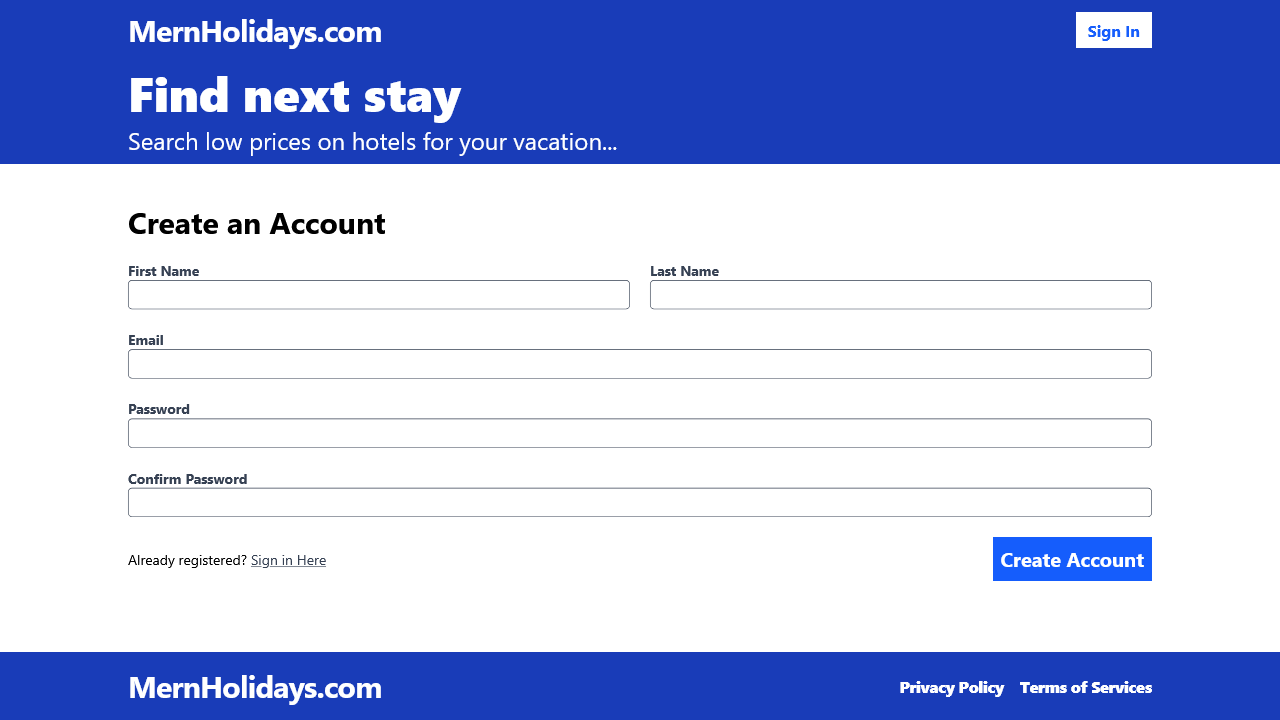 MernHolidays.com
Sign In
Find next stay
Search low prices on hotels for your vacation...
Create an Account
First Name
Last Name
Email
Password
Confirm Password
Already registered? Sign in Here
Create Account
MernHolidays.com
Privacy Policy
Terms of Services